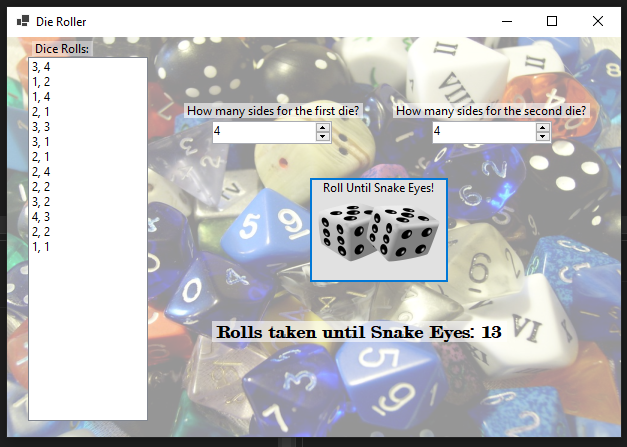 Die Roller
Dice Rolls:
3, 4
1, 2
1, 4
2, 1
3, 3
3, 1
2, 1
2, 4
2, 2
3, 2
4, 3
2, 2
1, 1
How many sides for the first die?
4
How many sides for the second die?
4
Roll Until Snake Eyes!
Rolls taken until Snake Eyes: 13